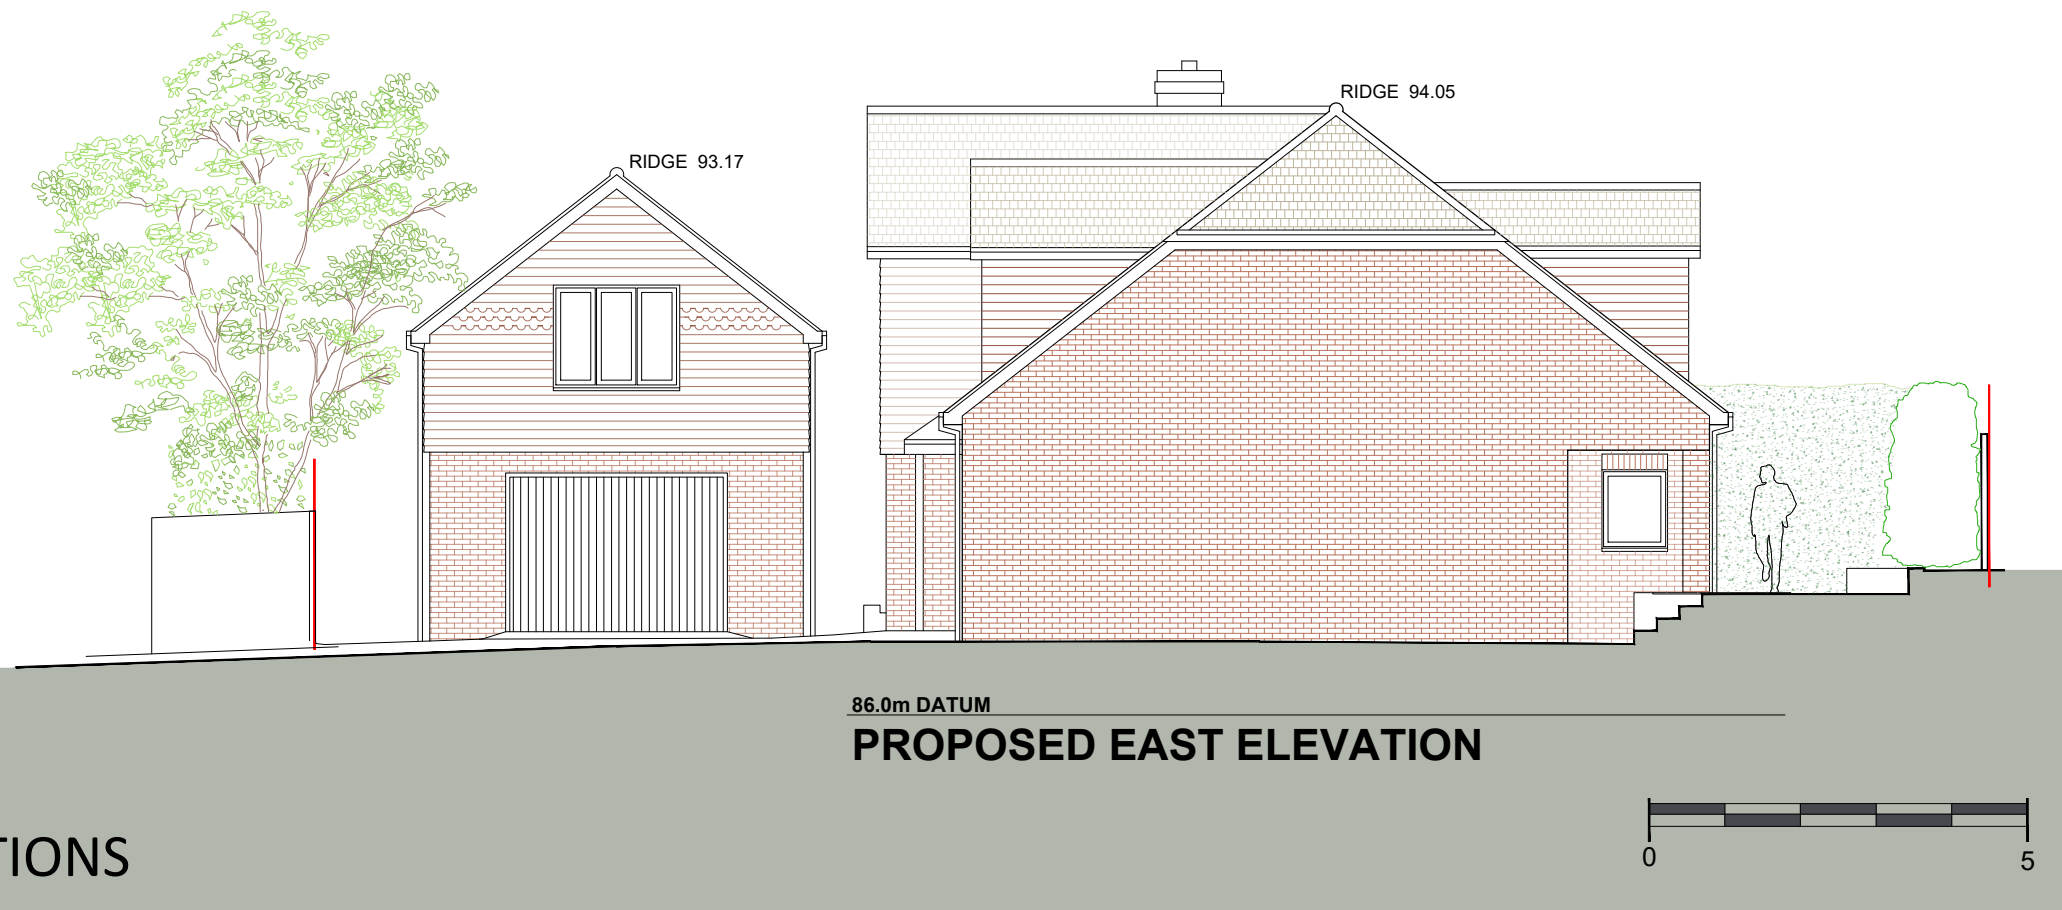 RIDGE 94.05
RIDGE 93.17
86.0m DATUM
PROPOSED EAST ELEVATION
0 5
TIONS